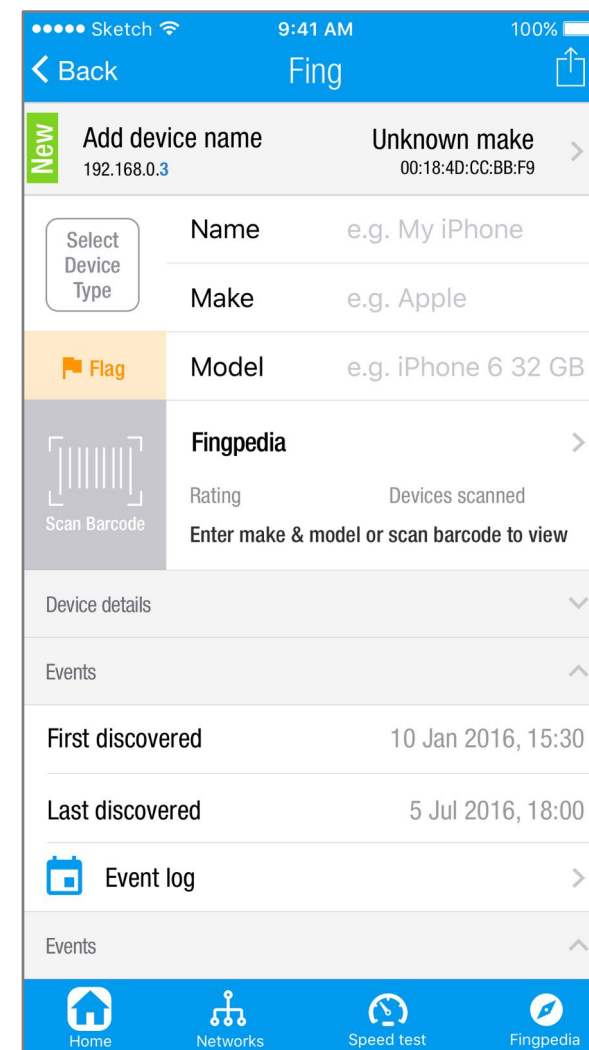 Sketch 9:41 AM 100%
Back Fing
New
Add device name Unknown make
192.168.0.3 00:18:4D:CC:BB:F9
Select
Device
Type
Name e.g. My iPhone
Make e.g. Apple
Flag
Model e.g. iPhone 6 32 GB
Scan Barcode
Fingpedia
Rating Devices scanned
Enter make & model or scan barcode to view
Device details
Events
First discovered 10 Jan 2016, 15:30
Last discovered 5 Jul 2016, 18:00
Event log
Events
Home Networks Speed test Fingpedia